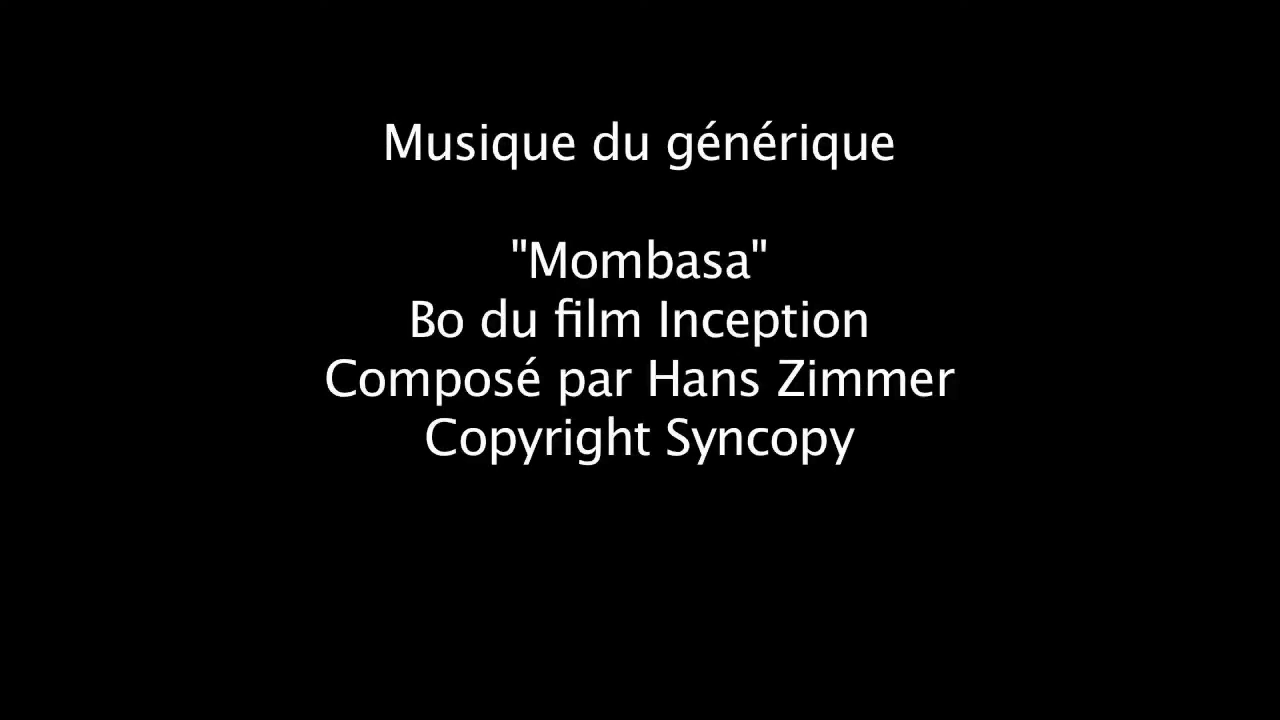 Musique du générique
"Mombasa"
Bo du film Inception
Composé par Hans Zimmer
Copyright Syncopy